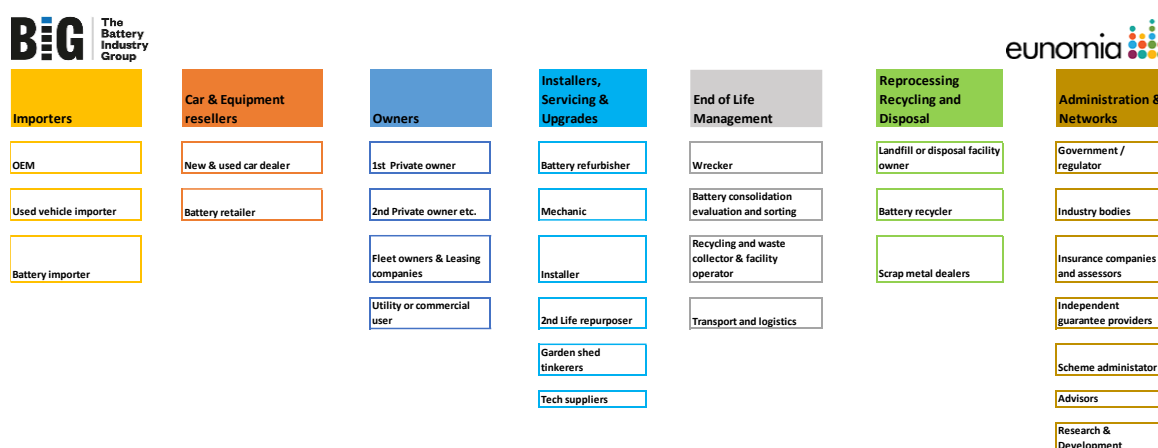 BIG
The
Battery
Industry
Group
eunomia
Importers
OEM
Used vehicle importer
Battery importer
Car & Equipment
resellers
New & used car dealer
Battery retailer
Owners
1st Private owner
2nd Private owner etc.
Fleet owners & Leasing
companies
Utility or commercial
user
Installers,
Servicing &
Upgrades
Battery refurbisher
Mechanic
Installer
2nd Life repurposer
Garden shed
tinkerers
Tech suppliers
End of Life
Management
Wrecker
Battery consolidation
evaluation and sorting
Recycling and waste
collector & facility
operator
Transport and logistics
Reprocessing
Recycling and
Disposal
Landfill or disposal facility
owner
Battery recycler
Scrap metal dealers
Administration &
Networks
Government /
regulator
Industry bodies
Insurance companies
and assessors
Independent
guarantee providers
Scheme administator
Advisors
Research &
Development